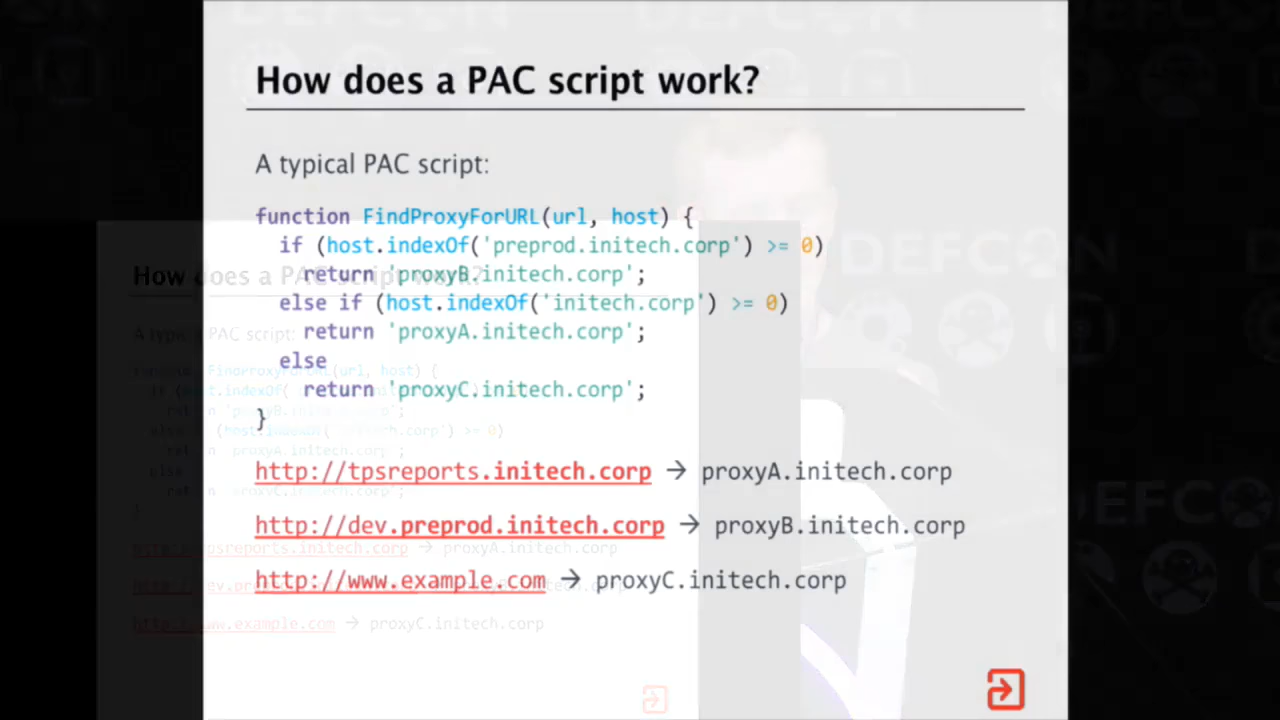 How does a PAC script work?
A typical PAC script:
function FindProxyForURL(url, host) {
if (host.indexOf('preprod.initech.corp') >= 0)
return 'proxyB.initech.corp';
else if (host.indexOf('initech.corp') >= 0)
return 'proxyA.initech.corp';
else
return 'proxyC.initech.corp';
}
http://tpsreports.initech.corp → proxyA.initech.corp
http://dev.preprod.initech.corp → proxyB.initech.corp
http://www.example.com → proxyC.initech.corp
DEFCON
DEFCON